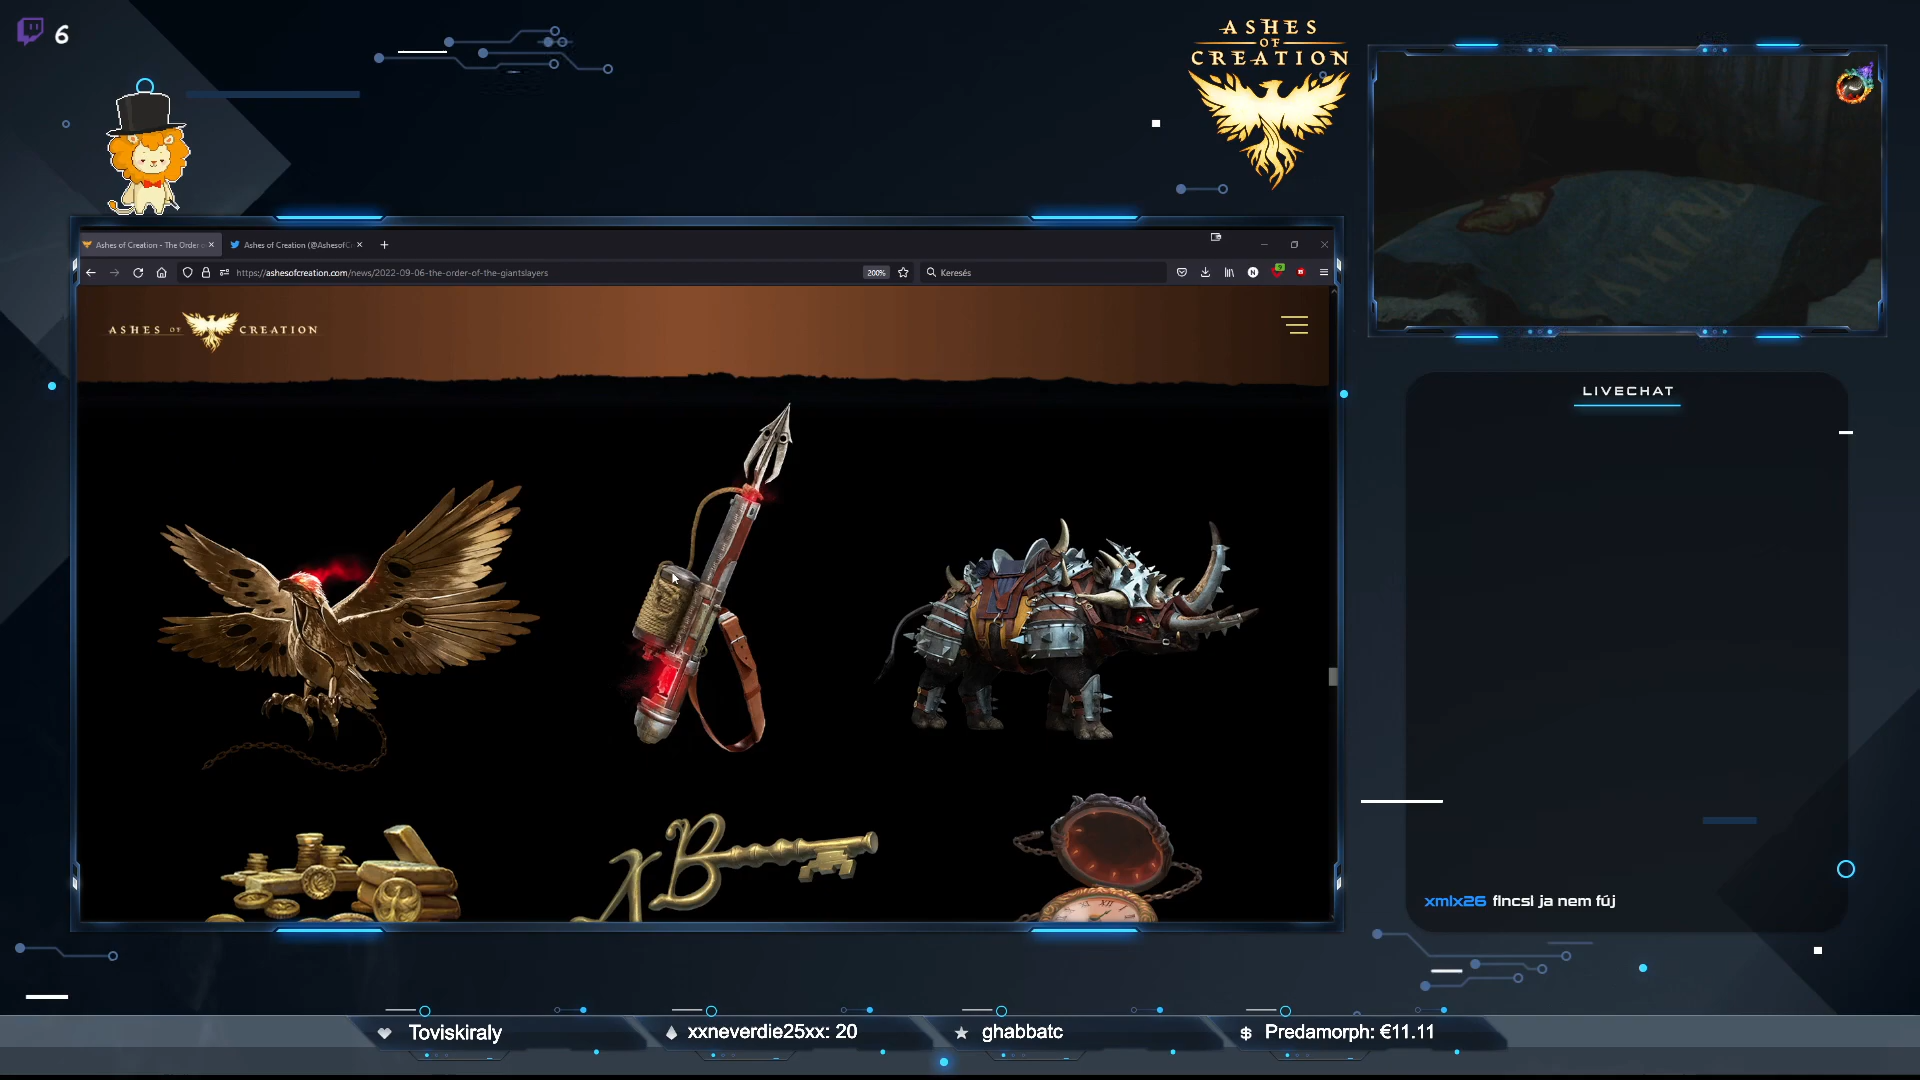 6
ASHES
OF
CREATION
Ashes of Creation - The Order o
Ashes of Creation (@AshesofC
https://ashesofcreation.com/news/2022-09-06-the-order-of-the-giantslayers
200%
Keresés
ASHES OF CREATION
KING
LIVECHAT
xmlx26 fincsi ja nem fúj
Toviskiraly
xxneverdie25xx: 20
ghabbatc
Predamorph: €11.11